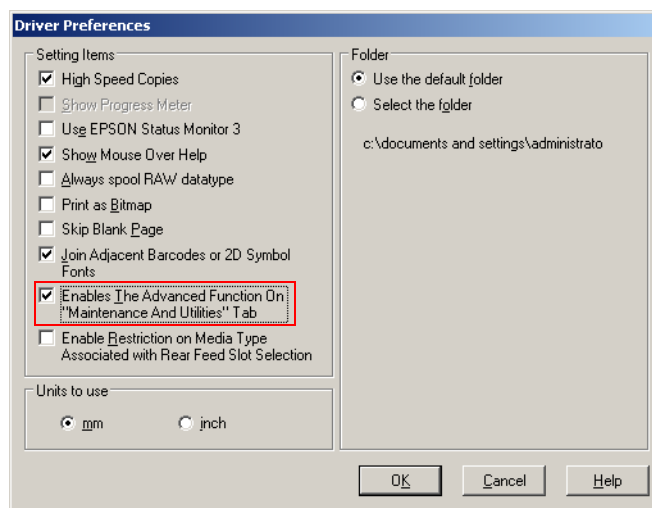 Driver Preferences
Setting Items
High Speed Copies
Show Progress Meter
Use EPSON Status Monitor 3
Show Mouse Over Help
Always spool RAW datatype
Print as Bitmap
Skip Blank Page
Join Adjacent Barcodes or 2D Symbol
Fonts
Enables The Advanced Function On
"Maintenance And Utilities" Tab
Enable Restriction on Media Type
Associated with Rear Feed Slot Selection
Units to use
mm
inch
Folder
Use the default folder
Select the folder
c:\documents and settings\administrato
OK
Cancel
Help